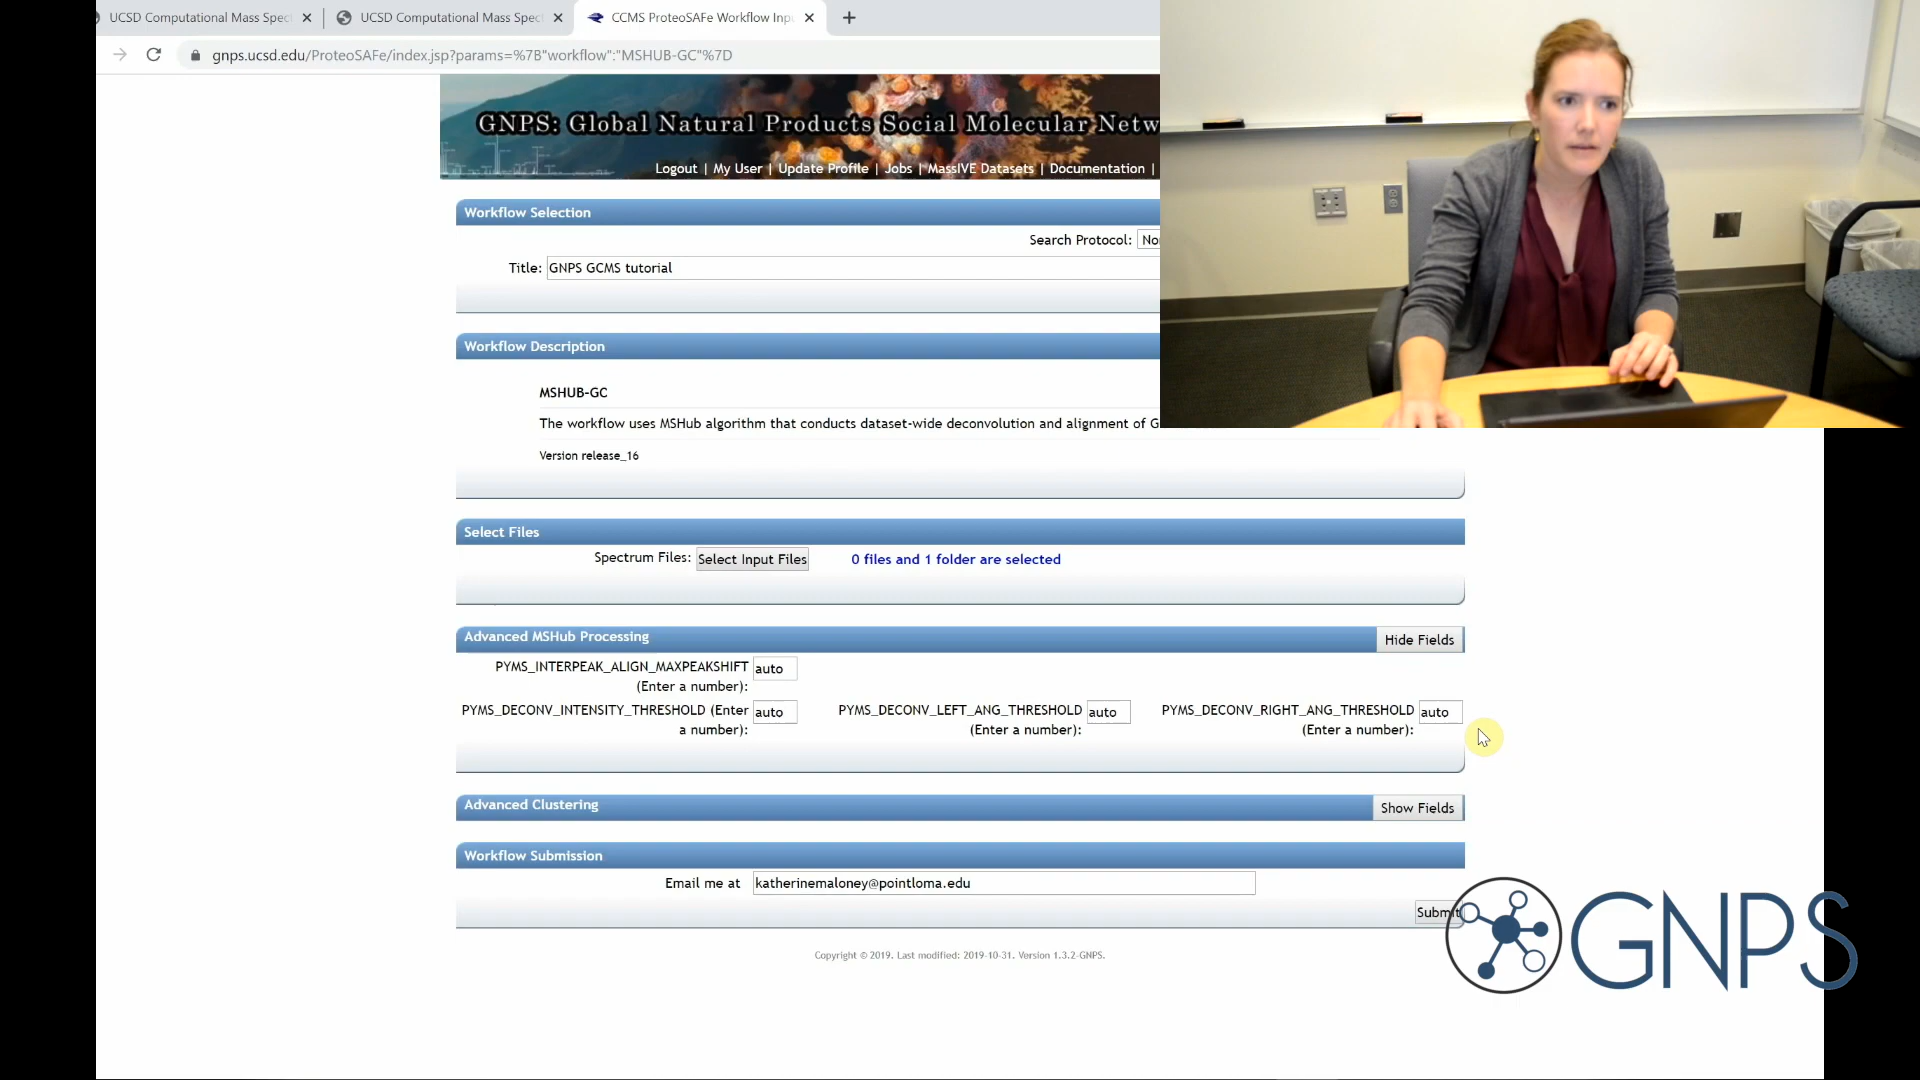 UCSD Computational Mass Spect
UCSD Computational Mass Spect
CCMS ProteoSAFe Workflow Inpu
gnps.ucsd.edu/ProteoSAFe/index.jsp?params=%7B"workflow":"MSHUB-GC"%7D
GNPS: Global Natural Products Social Molecular Netw
Logout | My User | Update Profile | Jobs | MassIVE Datasets | Documentation |
Workflow Selection
Search Protocol: No
Title: GNPS GCMS tutorial
Workflow Description
MSHUB-GC
The workflow uses MSHub algorithm that conducts dataset-wide deconvolution and alignment of G
Version release_16
Select Files
Spectrum Files: Select Input Files 0 files and 1 folder are selected
Advanced MSHub Processing Hide Fields
PYMS_INTERPEAK_ALIGN_MAXPEAKSHIFT auto
(Enter a number):
PYMS_DECONV_INTENSITY_THRESHOLD (Enter auto PYMS_DECONV_LEFT_ANG_THRESHOLD auto PYMS_DECONV_RIGHT_ANG_THRESHOLD auto
a number): (Enter a number): (Enter a number):
Advanced Clustering Show Fields
Workflow Submission
Email me at katherinemaloney@pointloma.edu
Submit
GNPS
Copyright © 2019. Last modified: 2019-10-31. Version 1.3.2-GNPS.